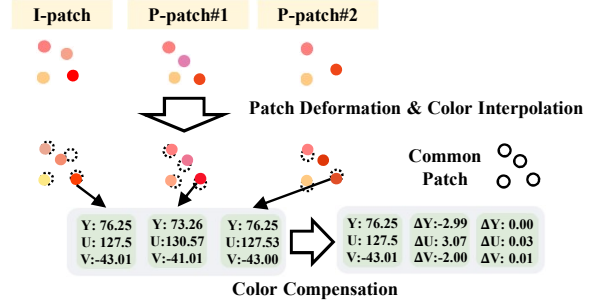 I-patch P-patch#1 P-patch#2
Patch Deformation & Color Interpolation
Common
Patch
Y: 76.25 Y: 73.26 Y: 76.25 Y: 76.25 ΔY:-2.99 ΔY: 0.00
U: 127.5 U:130.57 U:127.53 U: 127.5 ΔU: 3.07 ΔU: 0.03
V:-43.01 V:-41.01 V:-43.00 V:-43.01 ΔV:-2.00 ΔV: 0.01
Color Compensation